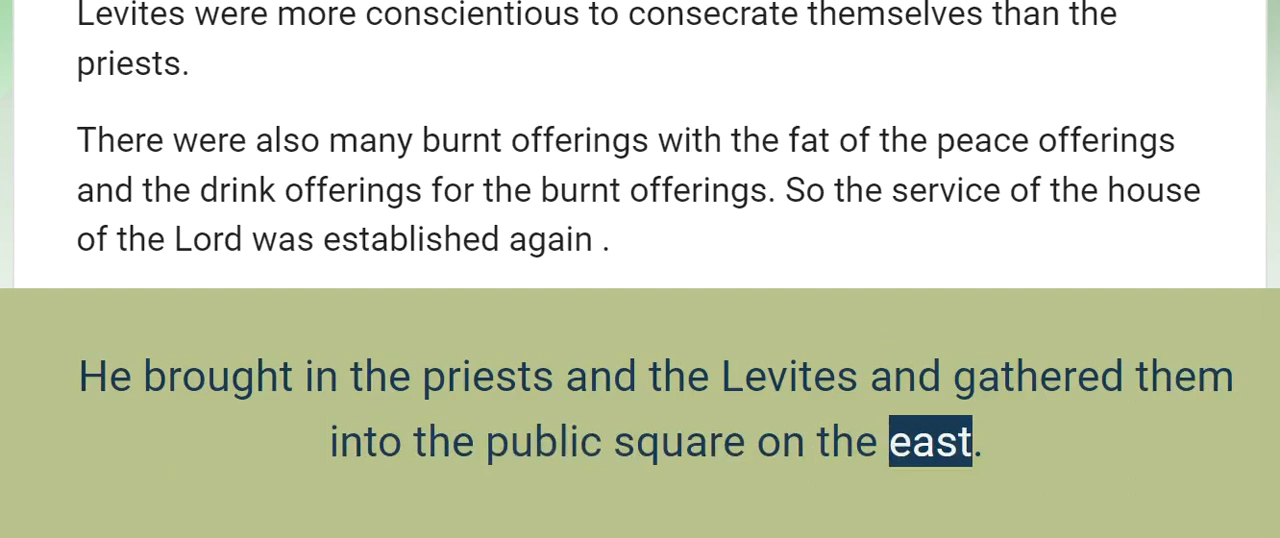 Levites were more conscientious to consecrate themselves than the
priests.
There were also many burnt offerings with the fat of the peace offerings
and the drink offerings for the burnt offerings. So the service of the house
of the Lord was established again .
He brought in the priests and the Levites and gathered them
into the public square on the east.